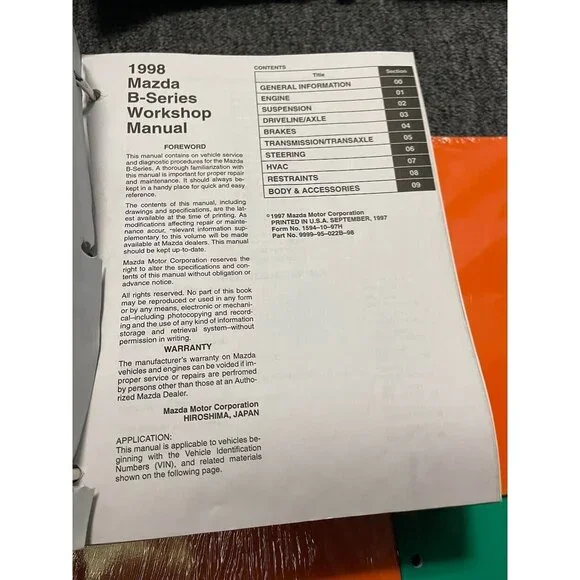 1998
Mazda
B-Series
Workshop
Manual
FOREWORD
This manual contains on vehicle service
and diagnostic procedures for the Mazda
B-Series. A thorough familiarization with
this manual is important for proper repair
and maintenance. It should always be
kept in a handy place for quick and easy
reference.
The contents of this manual, including
drawings and specifications, are the lat-
est available at the time of printing. As
modifications affecting repair or mainte-
nance occur, relevant information sup-
plementary to this volume will be made
available at Mazda dealers. This manual
should be kept up-to-date.
Mazda Motor Corporation reserves the
right to alter the specifications and con-
tents of this manual without obligation or
advance notice.
All rights reserved. No part of this book
may be reproduced or used in any form
or by any means, electronic or mechani-
cal–including photocopying and record-
ing and the use of any kind of information
storage and retrieval system–without
permission in writing.
WARRANTY
The manufacturer's warranty on Mazda
vehicles and engines can be voided if im-
proper service or repairs are perfromed
by persons other than those at an Autho-
rized Mazda Dealer.
Mazda Motor Corporation
HIROSHIMA, JAPAN
APPLICATION:
This manual is applicable to vehicles be-
ginning with the Vehicle Identification
Numbers (VIN), and related materials
shown on the following page.
CONTENTS
Title Section
GENERAL INFORMATION 00
ENGINE 01
SUSPENSION 02
DRIVELINE/AXLE 03
BRAKES 04
TRANSMISSION/TRANSAXLE 05
STEERING 06
HVAC 07
RESTRAINTS 08
BODY & ACCESSORIES 09
©1997 Mazda Motor Corporation
PRINTED IN U.S.A. SEPTEMBER, 1997
Form No. 1594-10-97H
Part No. 9999-95-022B-98